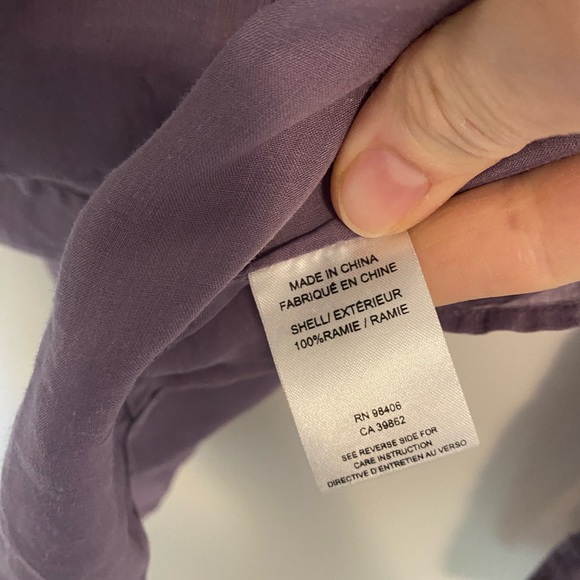 MADE IN CHINA
FABRIQUÉ EN CHINE
SHELL/ EXTÉRIEUR
100%RAMIE / RAMIE
RN 98406
CA 39862
SEE REVERSE SIDE FOR
CARE INSTRUCTION
DIRECTIVE D'ENTRETIEN AU VERSO